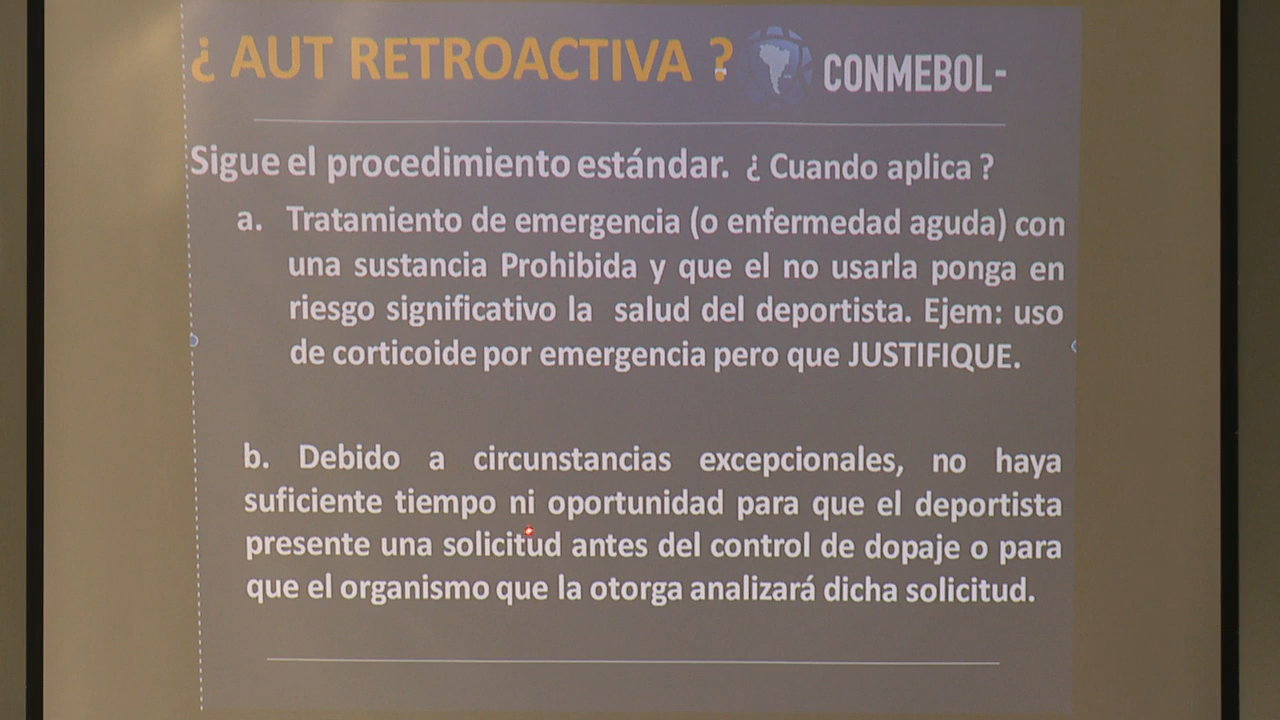 ¿ AUT RETROACTIVA ?
CONMEBOL-
Sigue el procedimiento estándar. ¿ Cuando aplica ?
a. Tratamiento de emergencia (o enfermedad aguda) con
una sustancia Prohibida y que el no usarla ponga en
riesgo significativo la salud del deportista. Ejem: uso
de corticoide por emergencia pero que JUSTIFIQUE.
b. Debido a circunstancias excepcionales, no haya
suficiente tiempo ni oportunidad para que el deportista
presente una solicitud antes del control de dopaje o para
que el organismo que la otorga analizará dicha solicitud.